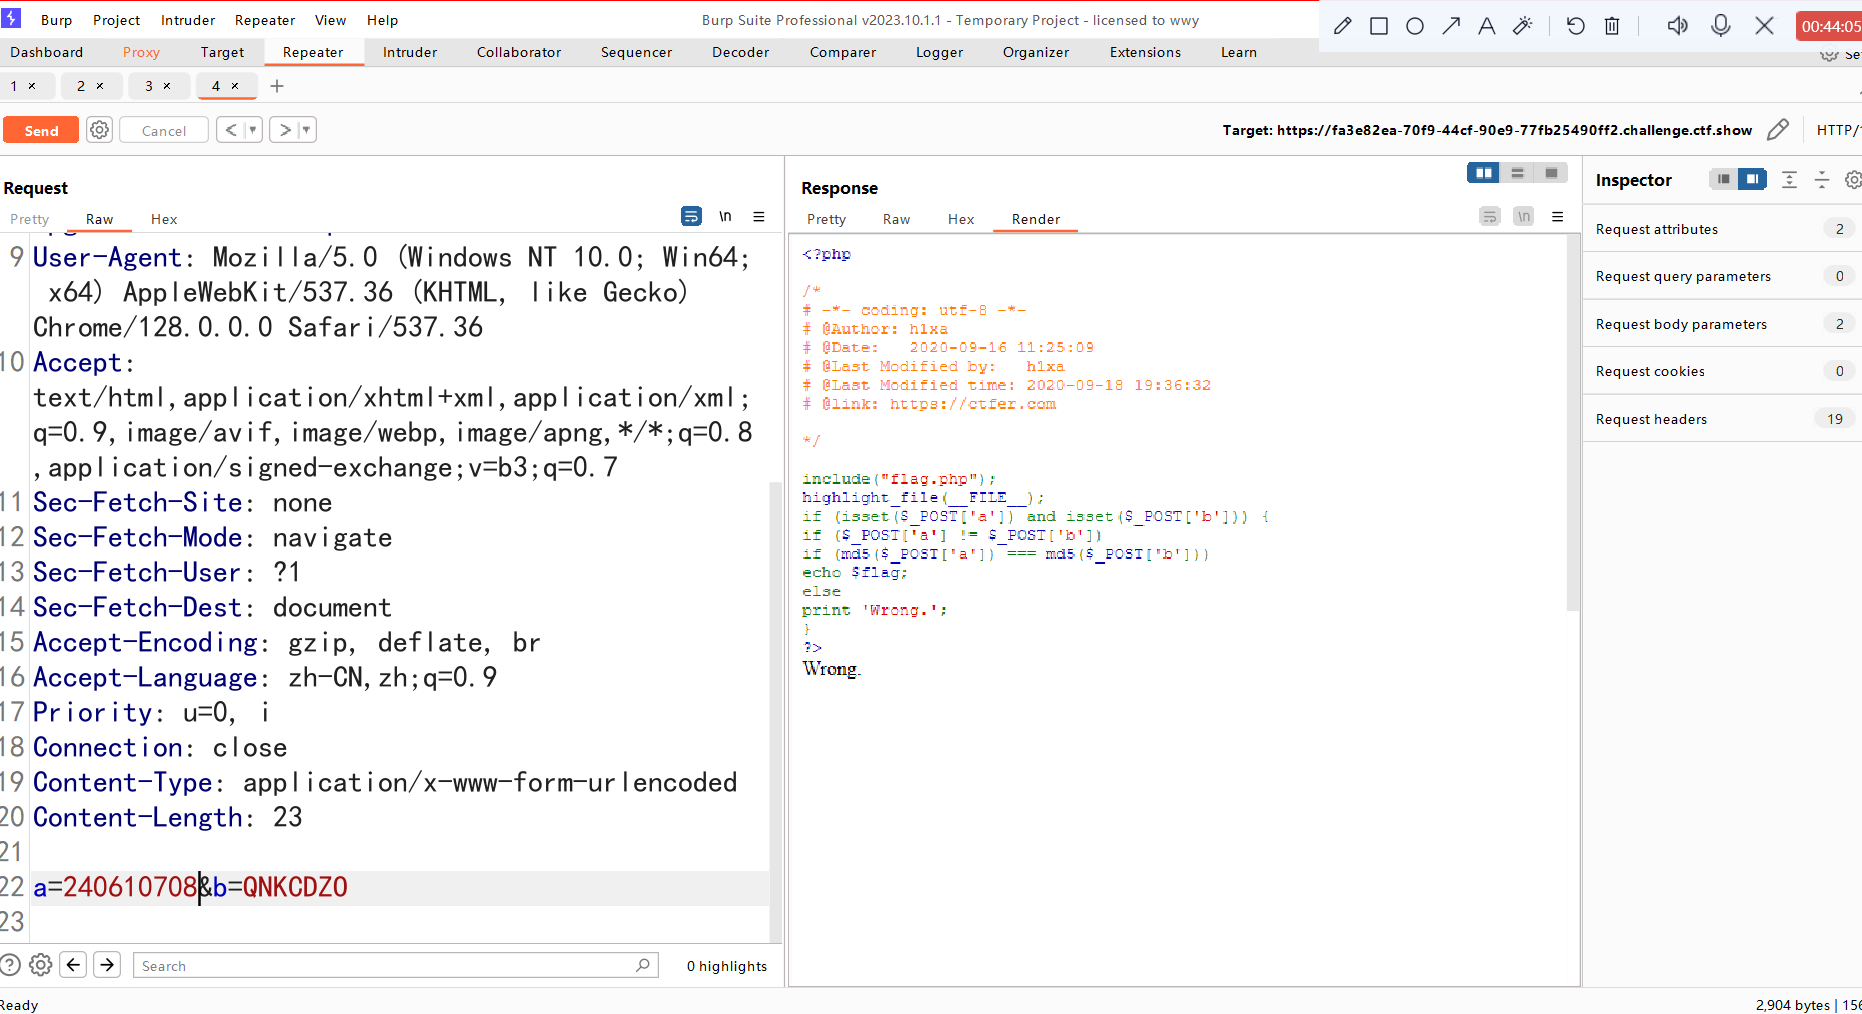 Burp Project Intruder Repeater View Help
Burp Suite Professional v2023.10.1.1 - Temporary Project - licensed to wwy
00:44:05
Dashboard Proxy Target Repeater Intruder Collaborator Sequencer Decoder Comparer Logger Organizer Extensions Learn
1 × 2 × 3 × 4 × +
Send Cancel < ▾ > ▾
Target: https://fa3e82ea-70f9-44cf-90e9-77fb25490ff2.challenge.ctf.show
HTTP/
Request
Pretty Raw Hex \n
9 User-Agent: Mozilla/5.0 (Windows NT 10.0; Win64;
x64) AppleWebKit/537.36 (KHTML, like Gecko)
Chrome/128.0.0.0 Safari/537.36
10 Accept:
text/html,application/xhtml+xml,application/xml;
q=0.9,image/avif,image/webp,image/apng,*/*;q=0.8
,application/signed-exchange;v=b3;q=0.7
11 Sec-Fetch-Site: none
12 Sec-Fetch-Mode: navigate
13 Sec-Fetch-User: ?1
14 Sec-Fetch-Dest: document
15 Accept-Encoding: gzip, deflate, br
16 Accept-Language: zh-CN,zh;q=0.9
17 Priority: u=0, i
18 Connection: close
19 Content-Type: application/x-www-form-urlencoded
20 Content-Length: 23
21
22 a=240610708&b=QNKCDZO
23
Search
0 highlights
Ready
Response
Pretty Raw Hex Render \n
<?php
/*
# -*- coding: utf-8 -*-
# @Author: h1xa
# @Date:   2020-09-16 11:25:09
# @Last Modified by:   h1xa
# @Last Modified time: 2020-09-18 19:36:32
# @link: https://ctfer.com
*/
include("flag.php");
highlight_file(__FILE__);
if (isset($_POST['a']) and isset($_POST['b'])) {
if ($_POST['a'] != $_POST['b'])
if (md5($_POST['a']) === md5($_POST['b']))
echo $flag;
else
print 'Wrong.';
}
?>
Wrong.
Inspector
Request attributes 2
Request query parameters 0
Request body parameters 2
Request cookies 0
Request headers 19
2,904 bytes | 156